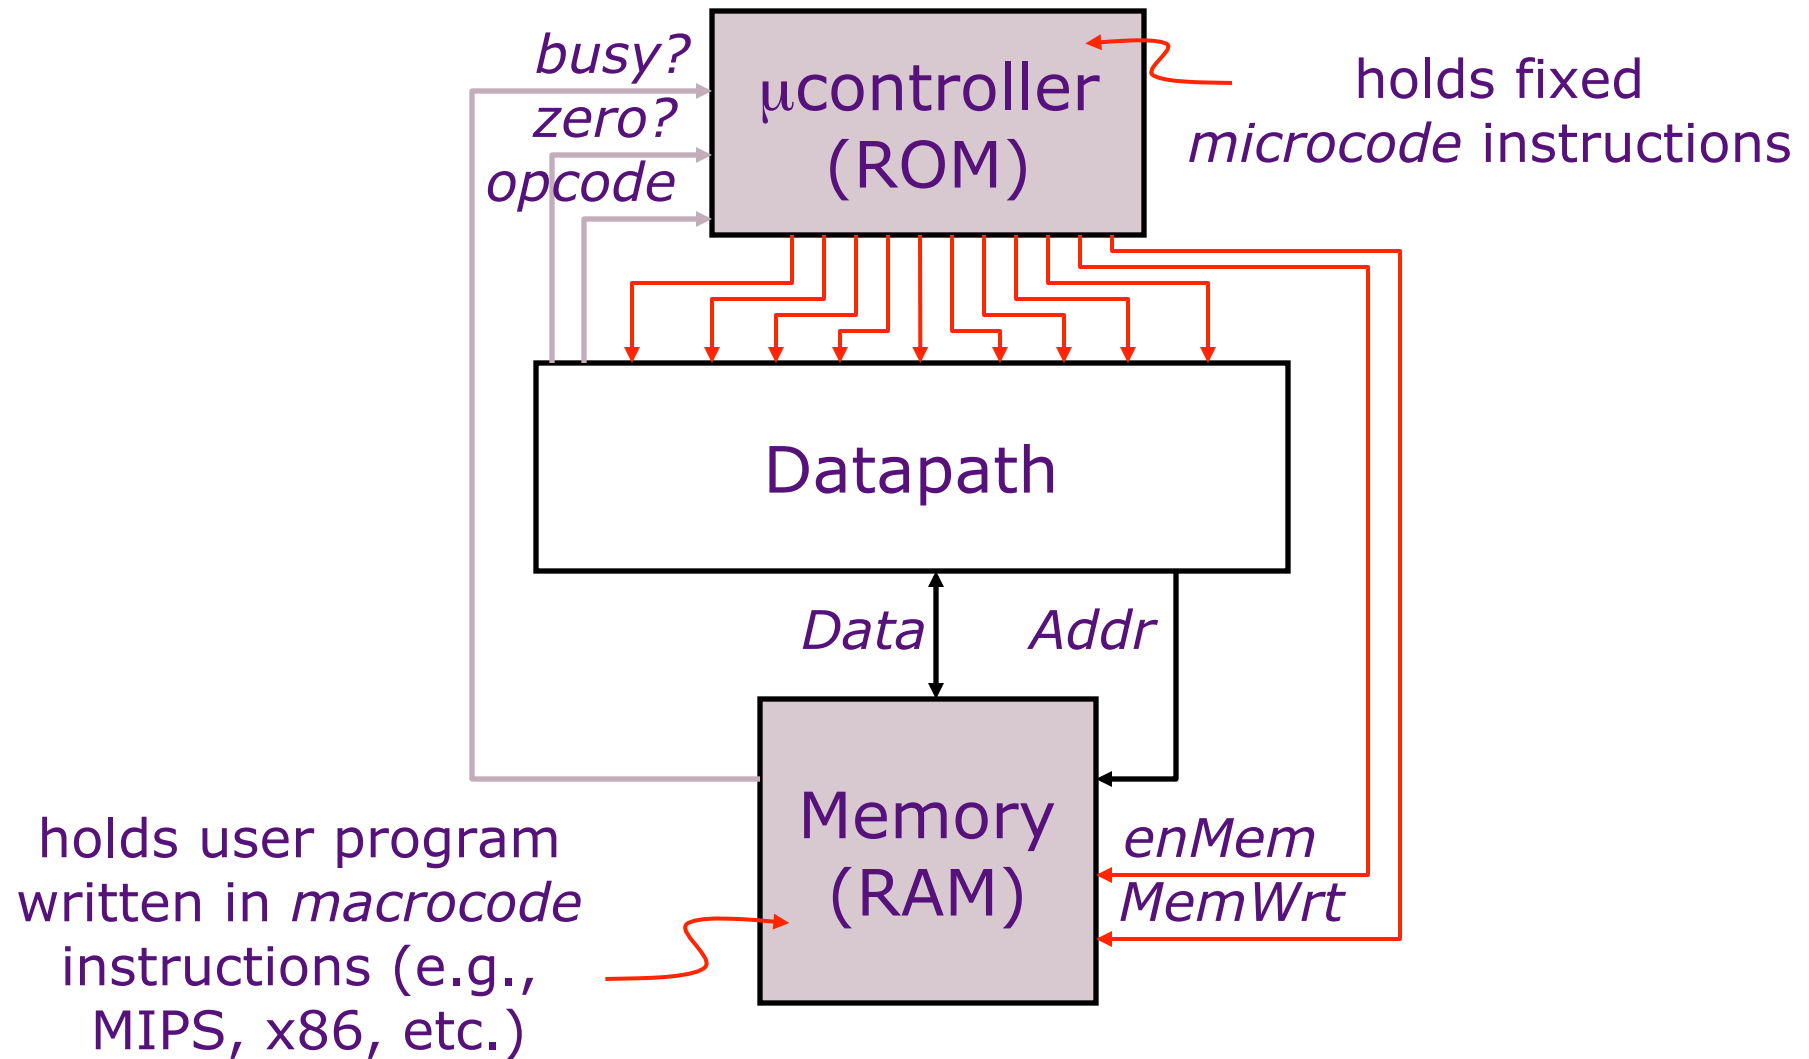 busy?
zero?
opcode
μcontroller
(ROM)
holds fixed
microcode instructions
Datapath
Data
Addr
Memory
(RAM)
enMem
MemWrt
holds user program
written in macrocode
instructions (e.g.,
MIPS, x86, etc.)